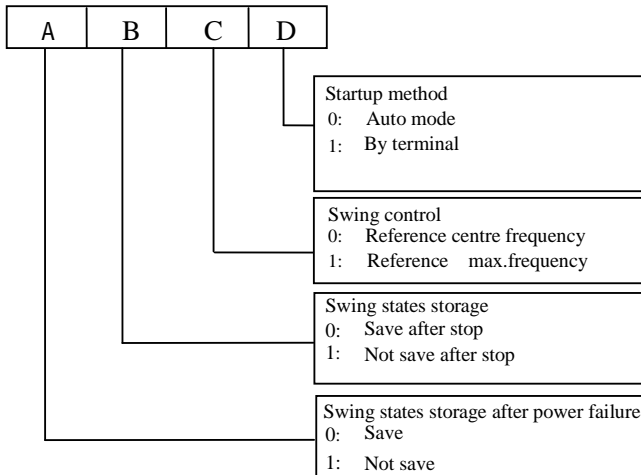 A B C D
Startup method
0: Auto mode
1: By terminal
Swing control
0: Reference centre frequency
1: Reference max.frequency
Swing states storage
0: Save after stop
1: Not save after stop
Swing states storage after power failure
0: Save
1: Not save